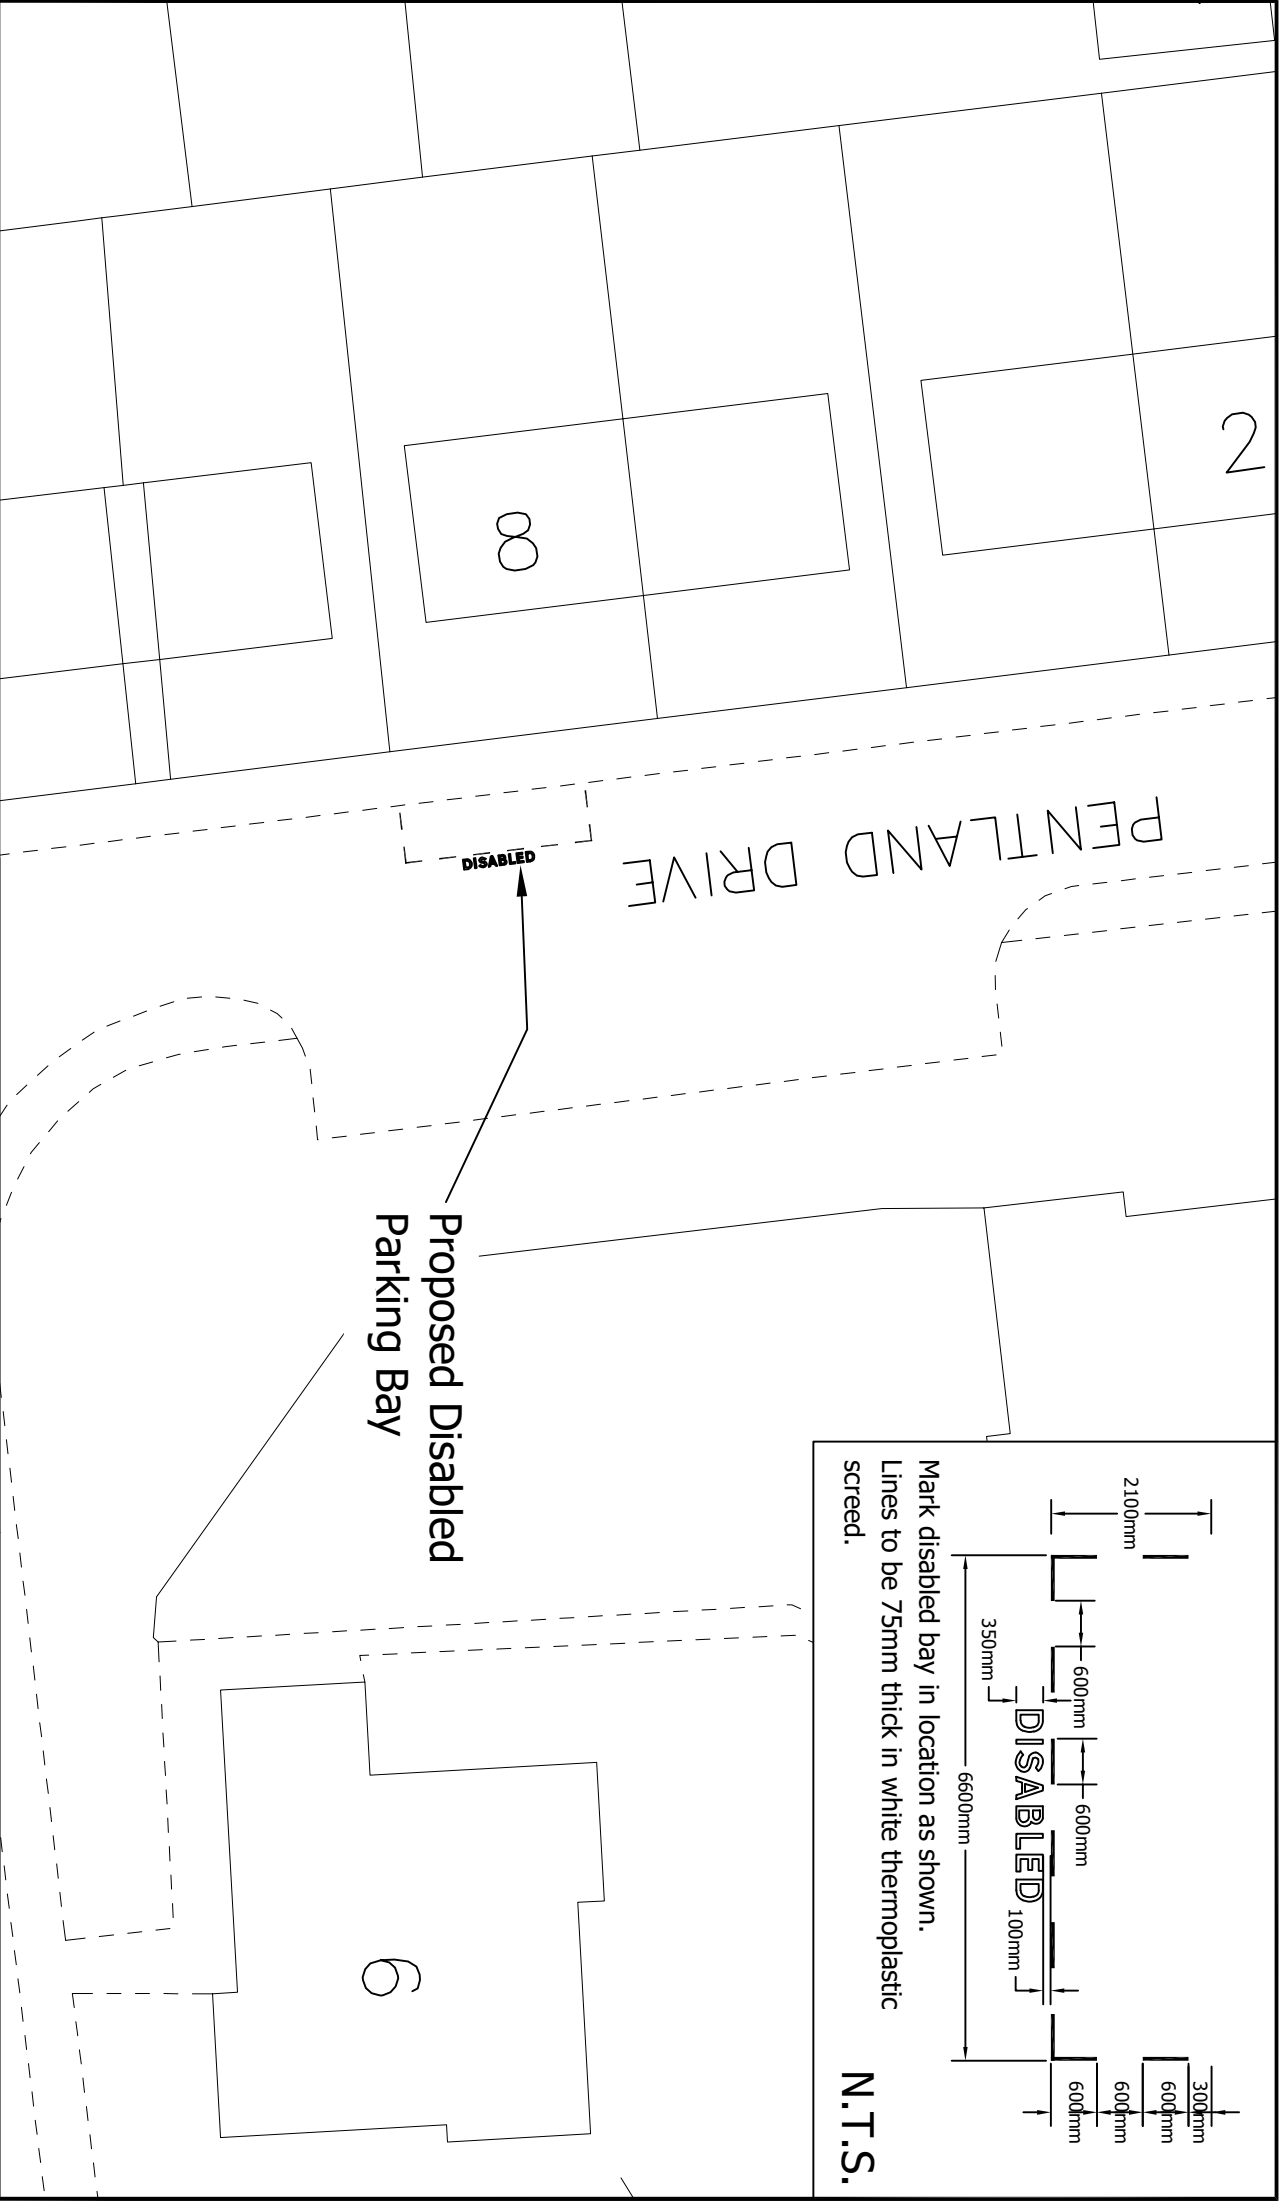 2
8
6
PENTLAND DRIVE
DISABLED
Proposed Disabled
Parking Bay
2100mm
300mm
600mm
600mm
600mm
600mm
600mm
350mm
DISABLED
100mm
6600mm
Mark disabled bay in location as shown.
Lines to be 75mm thick in white thermoplastic
screed.
N.T.S.